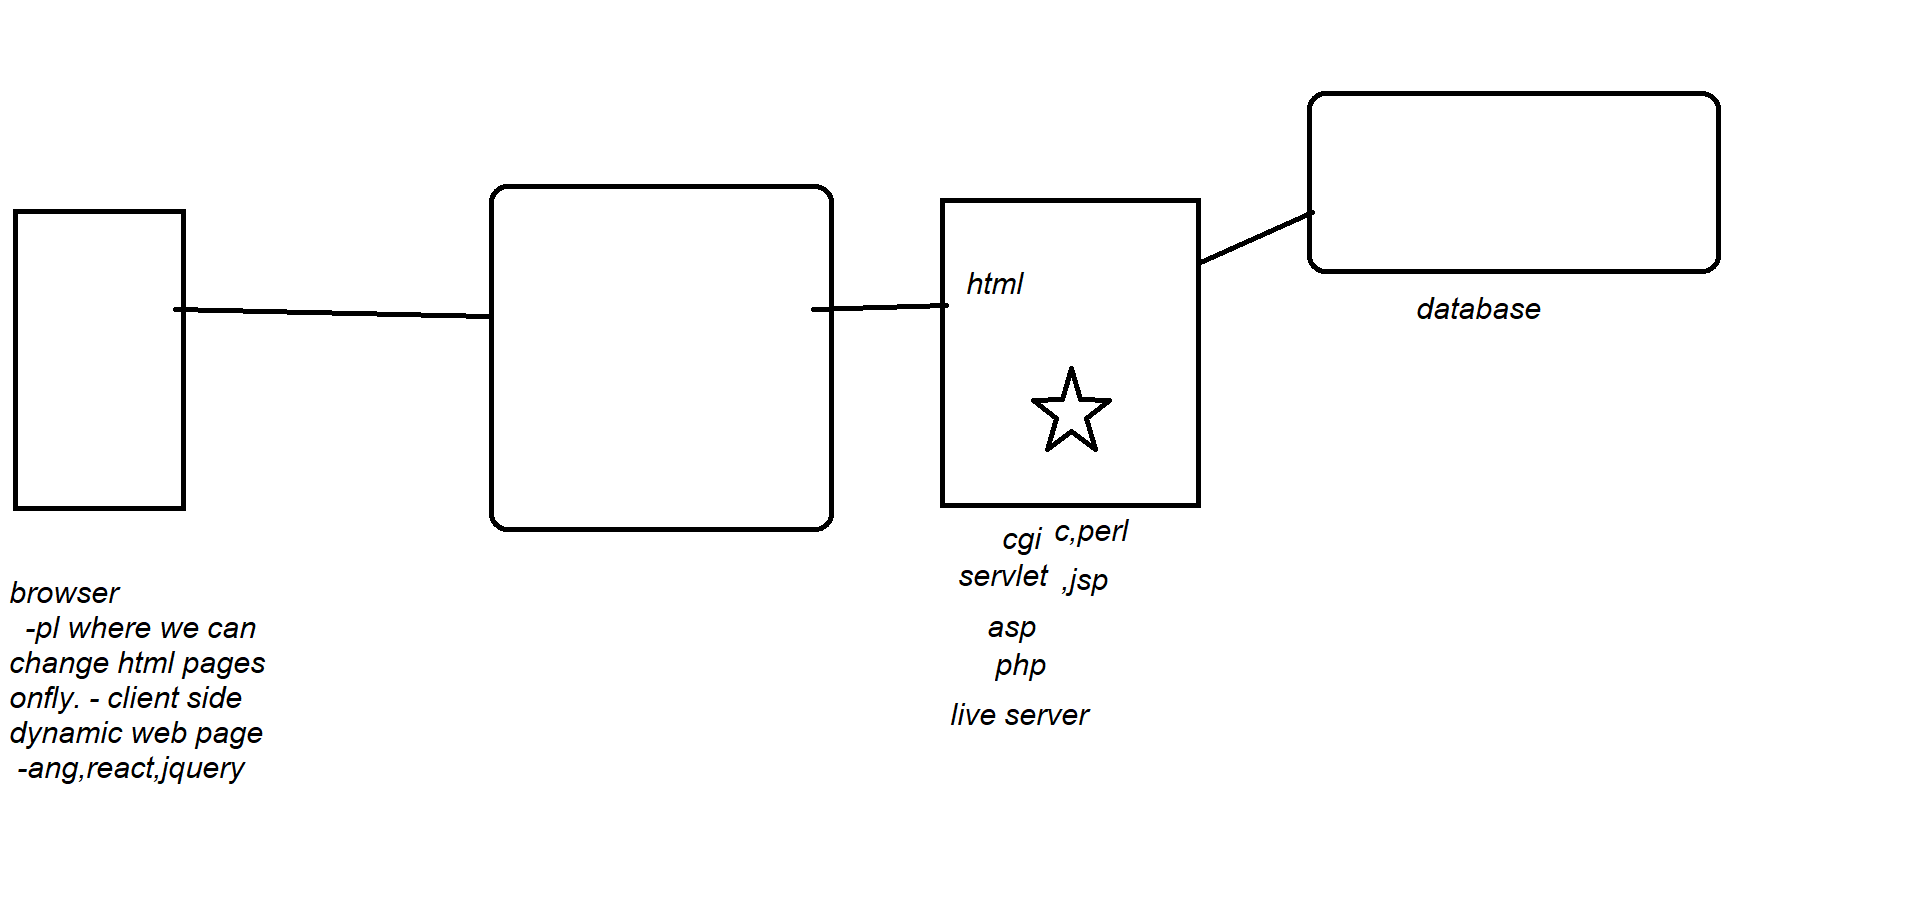 html
database
cgi c,perl
servlet ,jsp
asp
php
live server
browser
-pl where we can
change html pages
onfly. - client side
dynamic web page
-ang,react,jquery